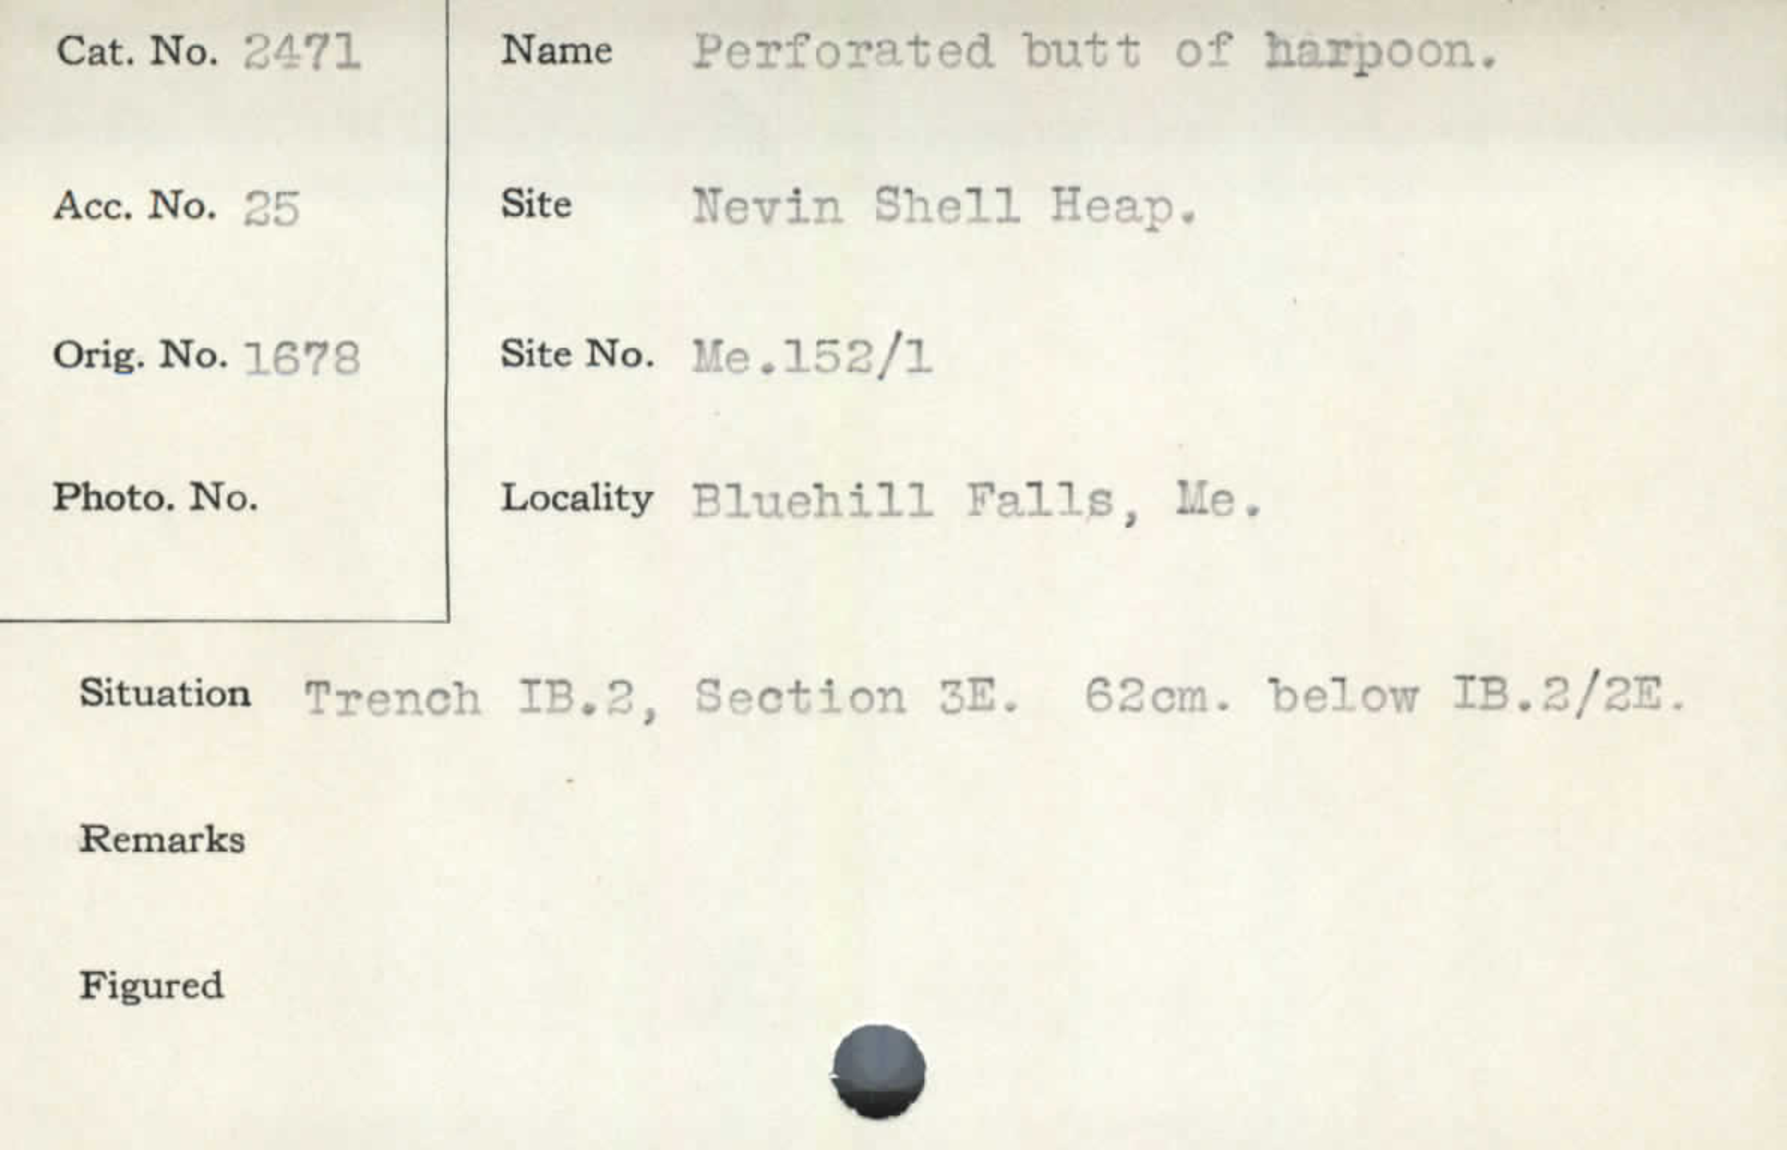 Cat. No. 2471
Name Perforated butt of harpoon.
Acc. No. 25
Site Nevin Shell Heap.
Orig. No. 1678
Site No. Me.152/1
Photo. No.
Locality Bluehill Falls, Me.
Situation Trench IB.2, Section 3E. 62cm. below IB.2/2E.
Remarks
Figured